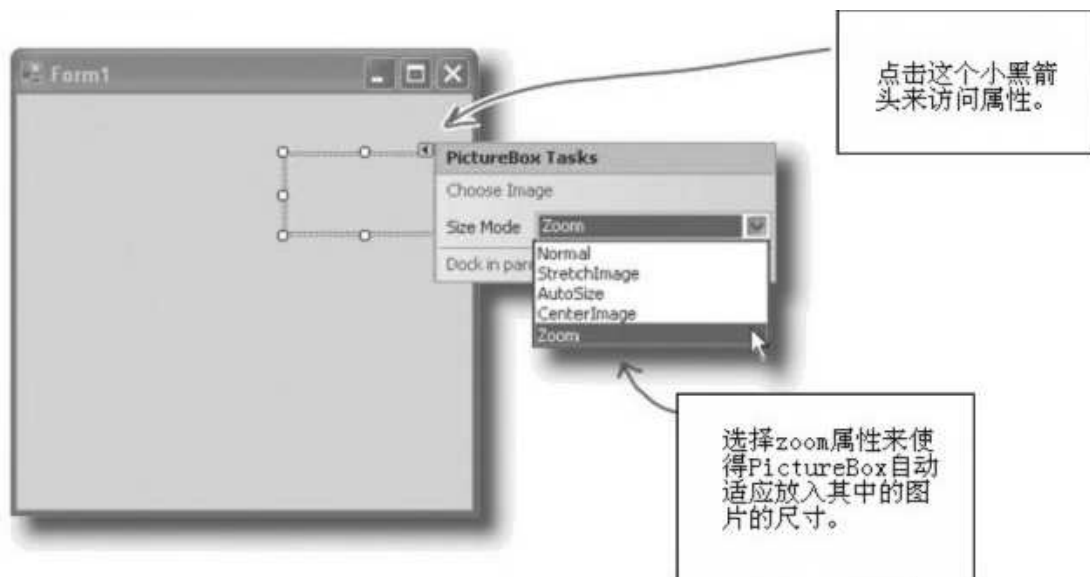 Form1
点击这个小黑箭
头来访问属性。
PictureBox Tasks
Choose Image
Size Mode Zoom
Normal
StretchImage
AutoSize
CenterImage
Zoom
Dock in
选择zoom属性来使
得PictureBox自动
适应放入其中的图
片的尺寸。